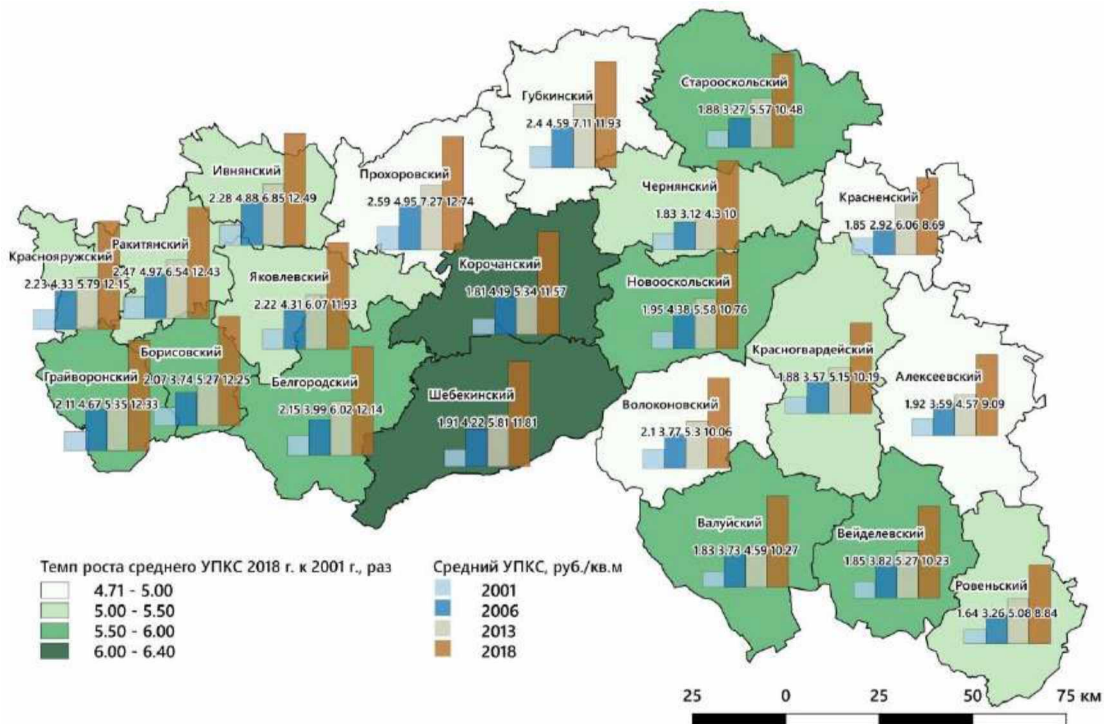 Старооскольский
1.88 3.27 5.57 10.48
Губкинский
2.4 4.59 7.11 11.93
Ивнянский
2.28 4.88 6.85 12.49
Прохоровский
2.59 4.95 7.27 12.74
Чернянский
1.83 3.12 4.3 10
Красненский
1.85 2.92 6.06 8.69
Краснояружский
2.23 4.33 5.79 12.15
Ракитянский
2.47 4.97 6.54 12.43
Яковлевский
2.22 4.31 6.07 11.93
Корочанский
1.81 4.19 5.34 11.57
Новооскольский
1.95 4.38 5.58 10.76
Грайворонский
2.11 4.67 5.35 12.33
Борисовский
2.07 3.74 5.27 12.25
Белгородский
2.15 3.99 6.02 12.14
Шебекинский
1.91 4.22 5.81 11.81
Волоконовский
2.1 3.77 5.3 10.06
Красногвардейский
1.88 3.57 5.15 10.19
Алексеевский
1.92 3.59 4.57 9.09
Валуйский
1.83 3.73 4.59 10.27
Вейделевский
1.85 3.82 5.27 10.23
Ровеньский
1.64 3.26 5.08 8.84
Темп роста среднего УПКС 2018 г. к 2001 г., раз
4.71 - 5.00
5.00 - 5.50
5.50 - 6.00
6.00 - 6.40
Средний УПКС, руб./кв.м
2001
2006
2013
2018
25 0 25 50 75 км